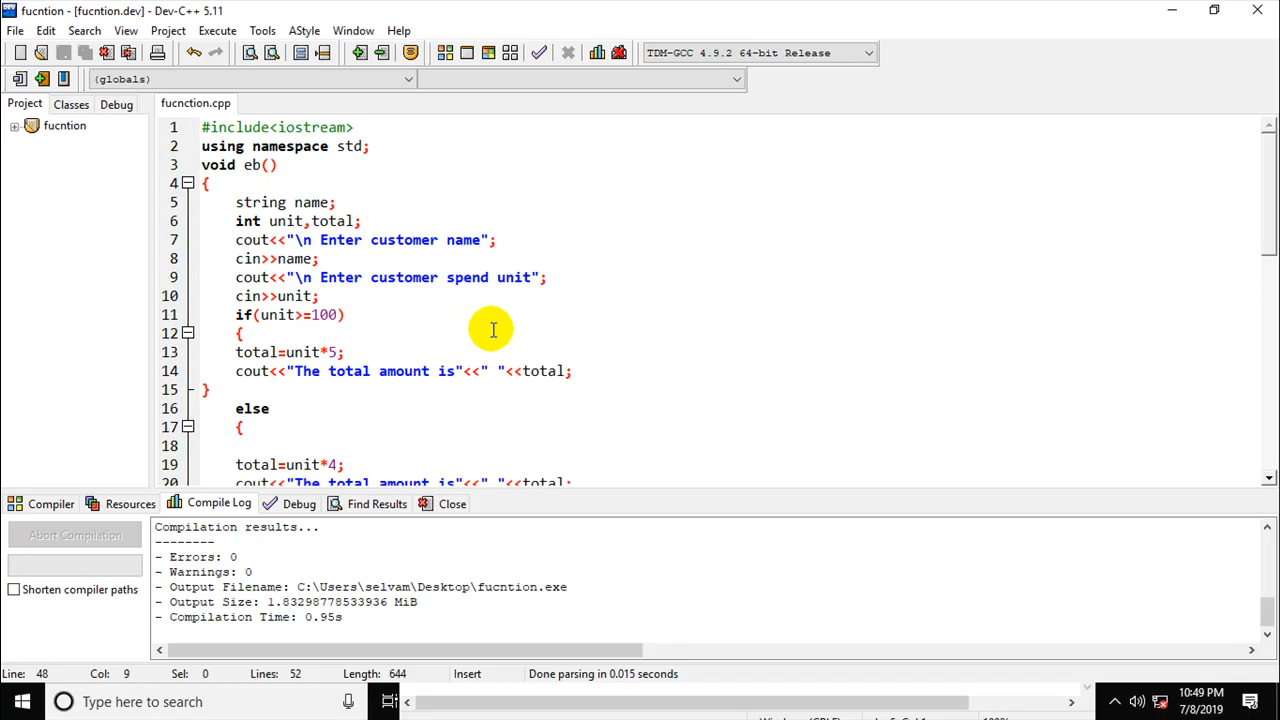 fucntion - [fucntion.dev] - Dev-C++ 5.11
File Edit Search View Project Execute Tools AStyle Window Help
TDM-GCC 4.9.2 64-bit Release
(globals)
Project Classes Debug
fucntion
fucnction.cpp
1 #include<iostream>
2 using namespace std;
3 void eb()
4 {
5 string name;
6 int unit,total;
7 cout<<"\n Enter customer name";
8 cin>>name;
9 cout<<"\n Enter customer spend unit";
10 cin>>unit;
11 if(unit>=100)
12 {
13 total=unit*5;
14 cout<<"The total amount is"<<" "<<total;
15 }
16 else
17 {
18
19 total=unit*4;
20 cout<<"The total amount is"<<" "<<total;
Compiler Resources Compile Log Debug Find Results Close
Abort Compilation
Shorten compiler paths
Compilation results...
--------
- Errors: 0
- Warnings: 0
- Output Filename: C:\Users\selvam\Desktop\fucntion.exe
- Output Size: 1.83298778533936 MiB
- Compilation Time: 0.95s
Line: 48 Col: 9 Sel: 0 Lines: 52 Length: 644 Insert Done parsing in 0.015 seconds
Type here to search
10:49 PM
7/8/2019